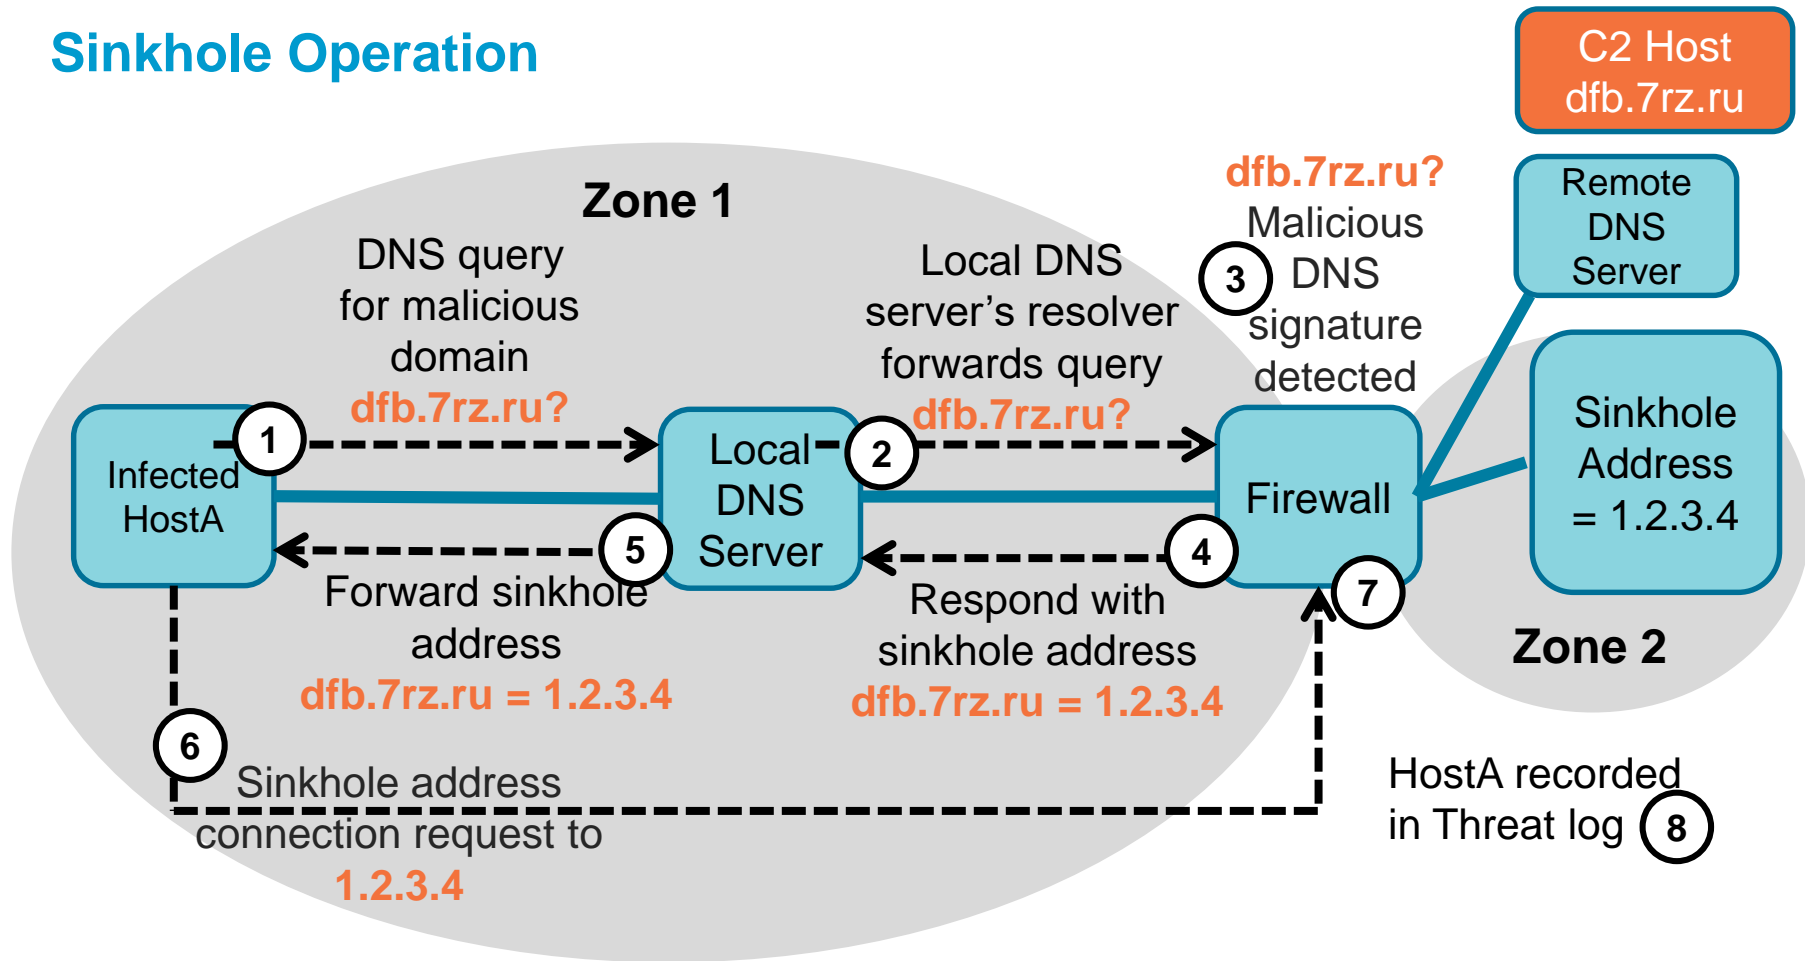 Sinkhole Operation
C2 Host
dfb.7rz.ru
Zone 1
dfb.7rz.ru?
Malicious
DNS
signature
detected
3
Remote
DNS
Server
DNS query
for malicious
domain
dfb.7rz.ru?
Local DNS
server’s resolver
forwards query
dfb.7rz.ru?
1
2
Infected
HostA
Local
DNS
Server
Firewall
Sinkhole
Address
= 1.2.3.4
5
4
7
Forward sinkhole
address
dfb.7rz.ru = 1.2.3.4
Respond with
sinkhole address
dfb.7rz.ru = 1.2.3.4
Zone 2
6
Sinkhole address
connection request to
1.2.3.4
HostA recorded
in Threat log
8